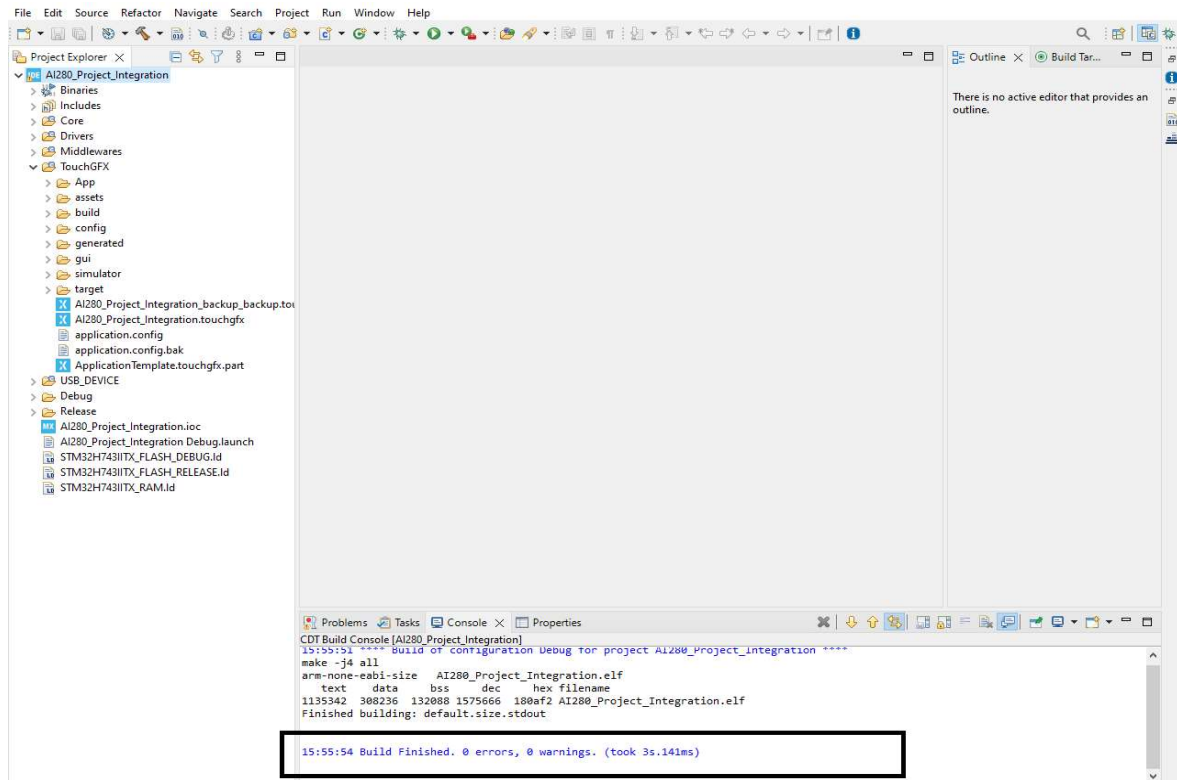 File Edit Source Refactor Navigate Search Project Run Window Help
Project Explorer
AI280_Project_Integration
Binaries
Includes
Core
Drivers
Middlewares
TouchGFX
App
assets
build
config
generated
gui
simulator
target
AI280_Project_Integration_backup_backup.tou
AI280_Project_Integration.touchgfx
application.config
application.config.bak
ApplicationTemplate.touchgfx.part
USB_DEVICE
Debug
Release
AI280_Project_Integration.ioc
AI280_Project_Integration Debug.launch
STM32H743IITX_FLASH_DEBUG.ld
STM32H743IITX_FLASH_RELEASE.ld
STM32H743IITX_RAM.ld
Outline Build Tar...
There is no active editor that provides an
outline.
Problems Tasks Console Properties
CDT Build Console [AI280_Project_Integration]
15:55:51 **** Build of configuration Debug for project AI280_Project_Integration ****
make -j4 all
arm-none-eabi-size AI280_Project_Integration.elf
text data bss dec hex filename
1135342 308236 132088 1575666 180af2 AI280_Project_Integration.elf
Finished building: default.size.stdout
15:55:54 Build Finished. 0 errors, 0 warnings. (took 3s.141ms)